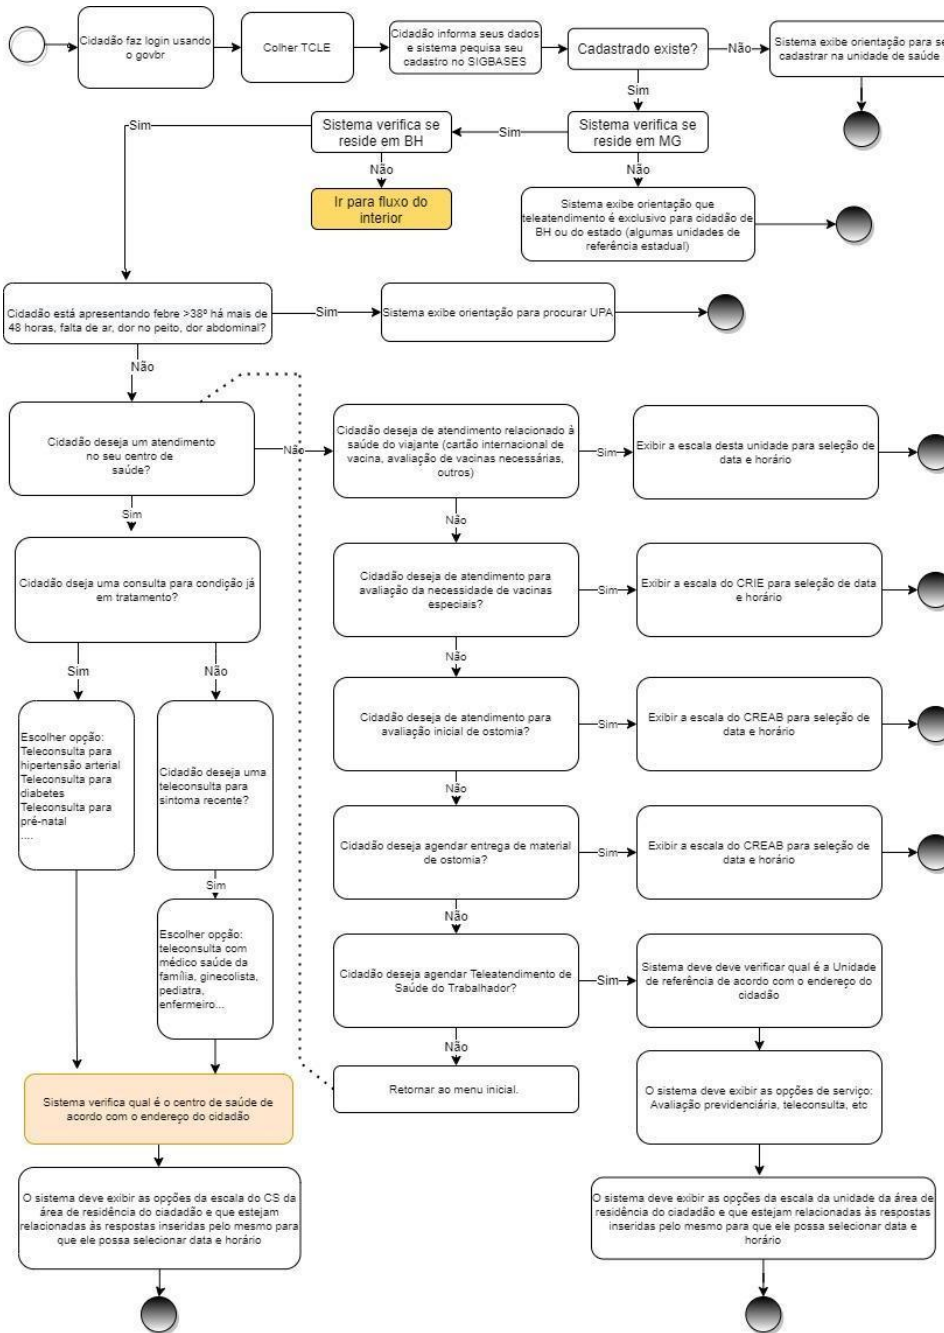 Cidadão faz login usando
o govbr
Colher TCLE
Cidadão informa seus dados
e sistema pequisa seu
cadastro no SIGBASES
Cadastrado existe?
Não
Sistema exibe orientação para se
cadastrar na unidade de saúde
Sim
Sistema verifica se
reside em MG
Sim
Sistema verifica se
reside em BH
Sim
Não
Ir para fluxo do
interior
Não
Sistema exibe orientação que
teleatendimento é exclusivo para cidadão de
BH ou do estado (algumas unidades de
referência estadual)
Cidadão está apresentando febre >38º há mais de
48 horas, falta de ar, dor no peito, dor abdominal?
Sim
Sistema exibe orientação para procurar UPA
Não
Cidadão deseja um atendimento
no seu centro de
saúde?
Não
Cidadão deseja de atendimento relacionado à
saúde do viajante (cartão internacional de
vacina, avaliação de vacinas necessárias,
outros)
Sim
Exibir a escala desta unidade para seleção de
data e horário
Sim
Não
Cidadão dseja uma consulta para condição já
em tratamento?
Cidadão deseja de atendimento para
avaliação da necessidade de vacinas
especiais?
Sim
Exibir a escala do CRIE para seleção de data
e horário
Sim
Não
Não
Escolher opção:
Teleconsulta para
hipertensão arterial
Teleconsulta para
diabetes
Teleconsulta para
pré-natal
....
Cidadão deseja uma
teleconsulta para
sintoma recente?
Cidadão deseja de atendimento para
avaliação inicial de ostomia?
Sim
Exibir a escala do CREAB para seleção de
data e horário
Não
Cidadão deseja agendar entrega de material
de ostomia?
Sim
Exibir a escala do CREAB para seleção de
data e horário
Sim
Não
Escolher opção:
teleconsulta com
médico saúde da
família, ginecolista,
pediatra,
enfermeiro...
Cidadão deseja agendar Teleatendimento de
Saúde do Trabalhador?
Sim
Sistema deve deve verificar qual é a Unidade
de referência de acordo com o endereço do
cidadão
Não
Retornar ao menu inicial.
Sistema verifica qual é o centro de saúde de
acordo com o endereço do cidadão
O sistema deve exibir as opções de serviço:
Avaliação previdenciária, teleconsulta, etc
O sistema deve exibir as opções da escala do CS da
área de residência do ciadadão e que estejam
relacionadas às respostas inseridas pelo mesmo para
que ele possa selecionar data e horário
O sistema deve exibir as opções da escala da unidade da área de
residência do ciadadão e que estejam relacionadas às respostas
inseridas pelo mesmo para que ele possa selecionar data e
horário